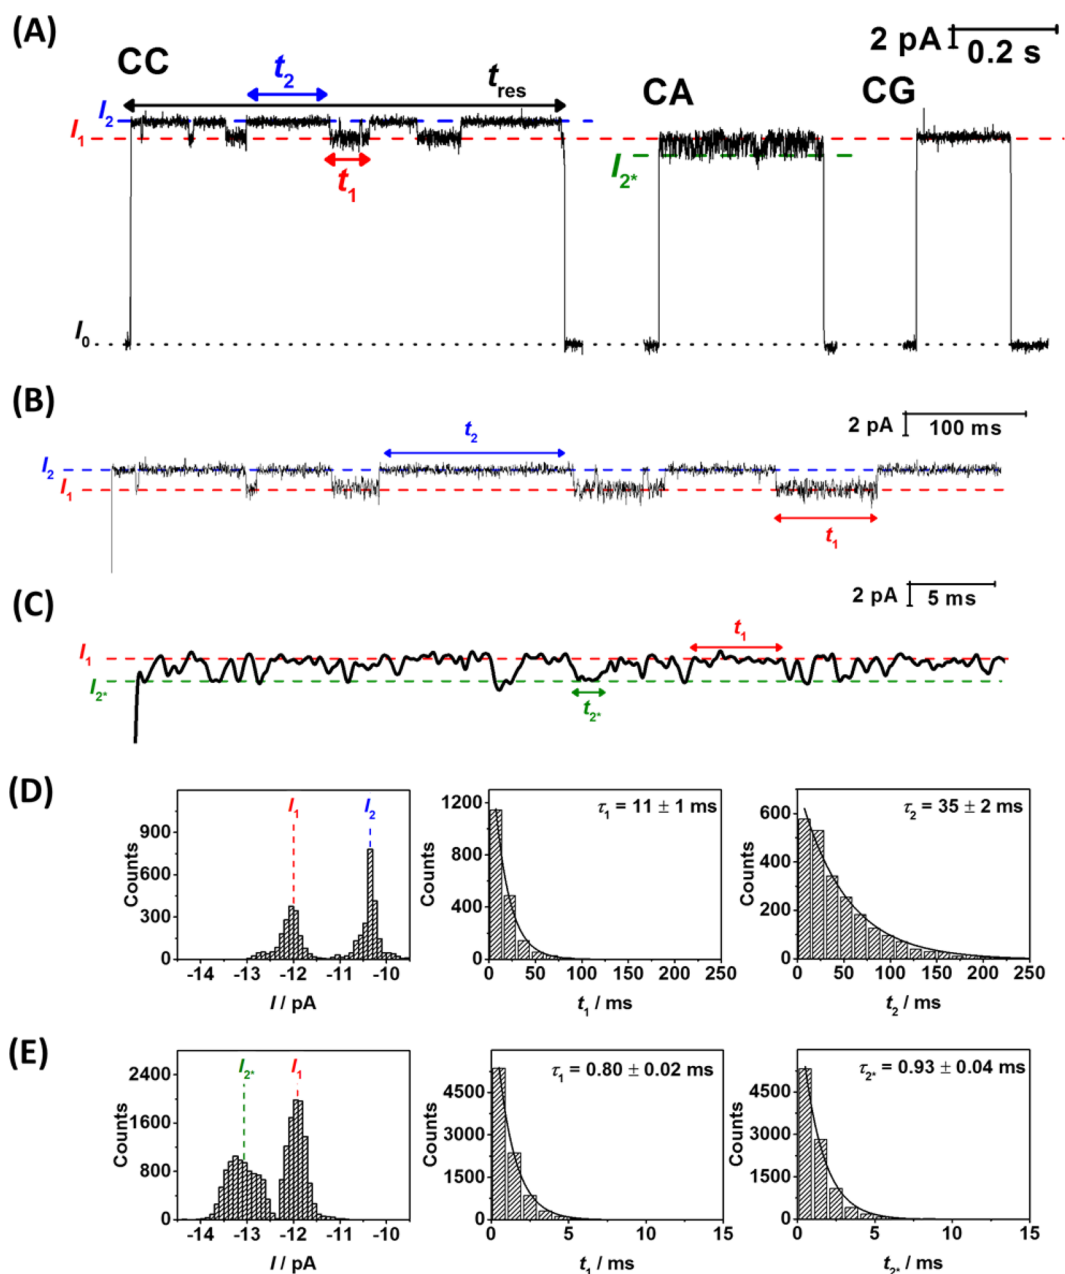 (A)
2 pA 0.2 s
CC
t2
tres
CA
CG
I2
I1
t1
I2*
I0
(B)
2 pA 100 ms
t2
I2
I1
t1
(C)
2 pA 5 ms
t1
I1
I2*
t2*
(D)
I1 I2
900
600
300
0
Counts
-14 -13 -12 -11 -10
I / pA
τ1 = 11 ± 1 ms
1200
800
400
0
Counts
0 50 100 150 200 250
t1 / ms
τ2 = 35 ± 2 ms
600
400
200
0
Counts
0 50 100 150 200 250
t2 / ms
(E)
I2* I1
2400
1600
800
0
Counts
-14 -13 -12 -11 -10
I / pA
τ1 = 0.80 ± 0.02 ms
4500
3000
1500
0
Counts
0 5 10 15
t1 / ms
τ2* = 0.93 ± 0.04 ms
4500
3000
1500
0
Counts
0 5 10 15
t2* / ms